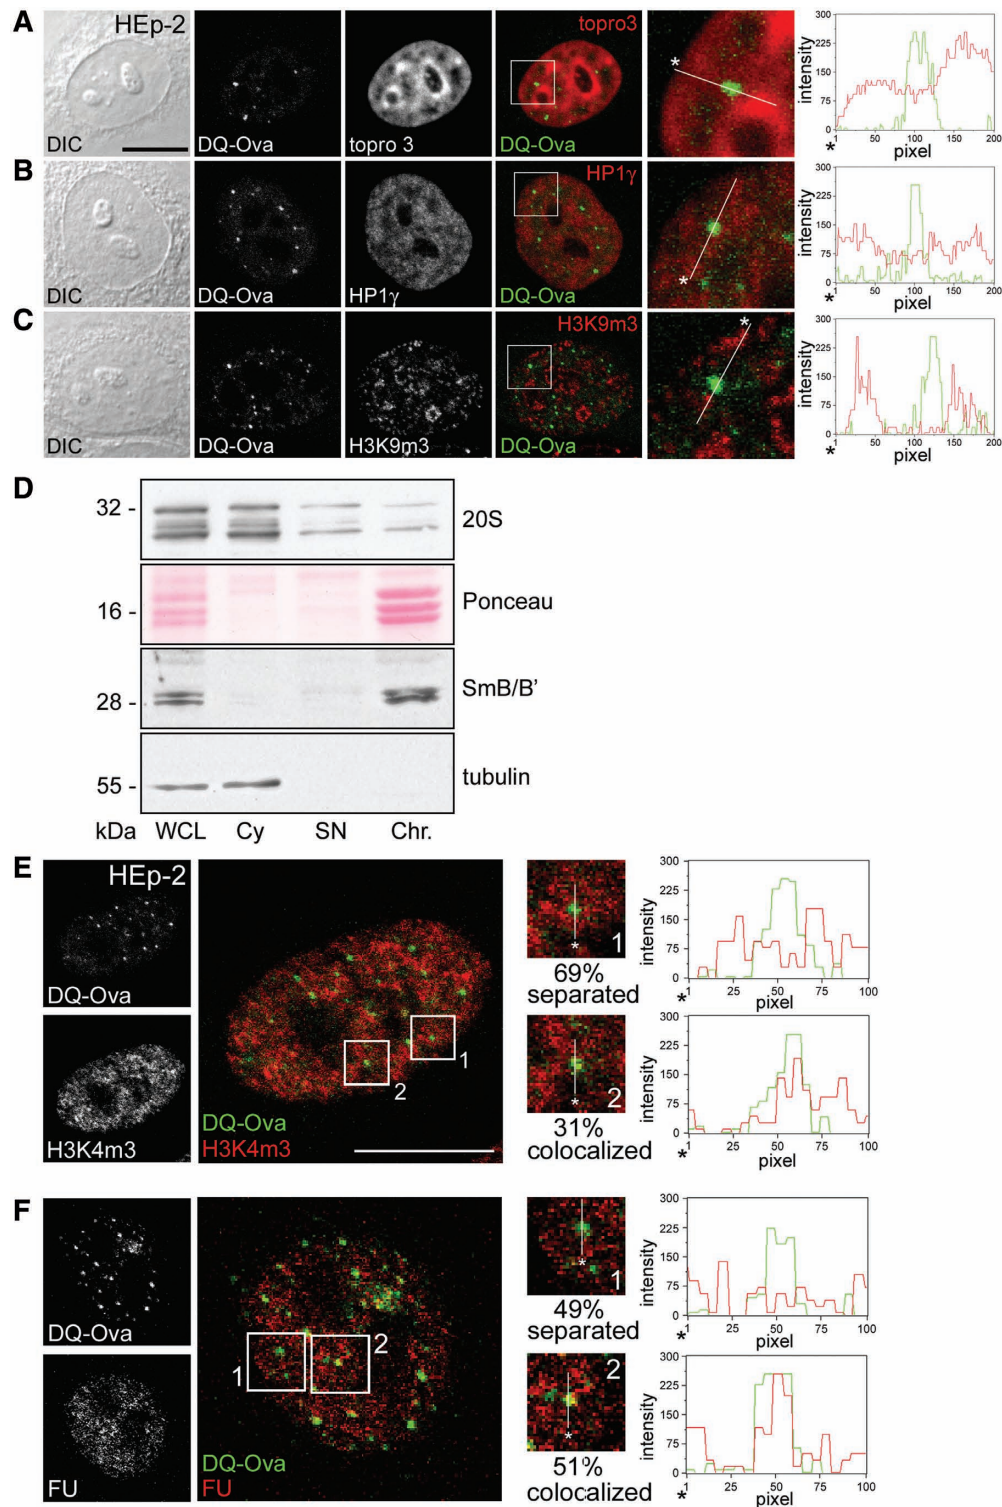 A
HEp-2
DIC
DQ-Ova
topro 3
topro3
DQ-Ova
*
300
225
150
75
0
intensity
1 50 100 150 200
* pixel
B
DIC
DQ-Ova
HP1γ
HP1γ
DQ-Ova
*
300
225
150
75
0
intensity
1 50 100 150 200
* pixel
C
DIC
DQ-Ova
H3K9m3
H3K9m3
DQ-Ova
*
300
225
150
75
0
intensity
1 50 100 150 200
* pixel
D
32 -
20S
16 -
Ponceau
28 -
SmB/B'
55 -
tubulin
kDa WCL Cy SN Chr.
E
HEp-2
DQ-Ova
H3K4m3
1
2
DQ-Ova
H3K4m3
*
1
69%
separated
300
225
150
75
0
intensity
1 25 50 75 100
* pixel
2
*
31%
colocalized
300
225
150
75
0
intensity
1 25 50 75 100
* pixel
F
DQ-Ova
FU
1
2
DQ-Ova
FU
*
1
49%
separated
300
225
150
75
0
intensity
1 25 50 75 100
* pixel
2
*
51%
colocalized
300
225
150
75
0
intensity
1 25 50 75 100
* pixel